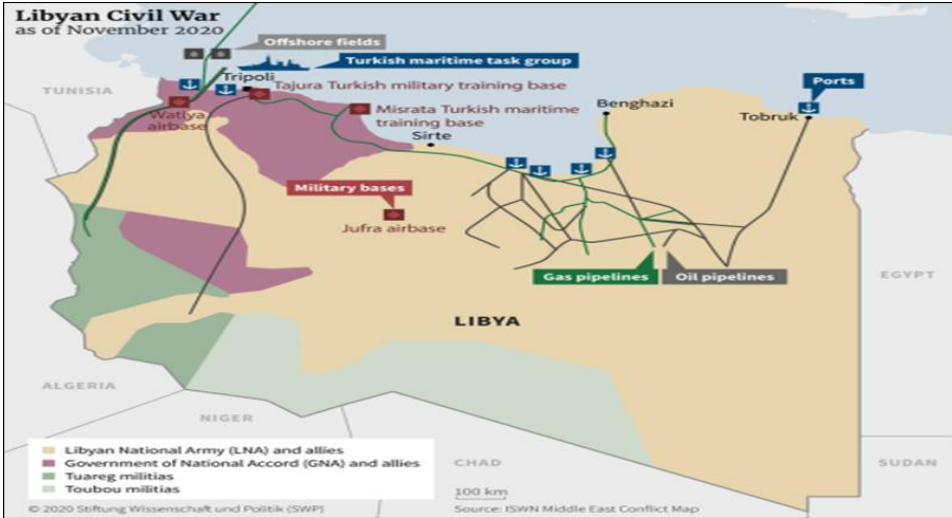 Libyan Civil War
as of November 2020
Offshore fields
Turkish maritime task group
TUNISIA
Tripoli
Tajura Turkish military training base
Ports
Watiya
airbase
Misrata Turkish maritime
training base
Benghazi
Tobruk
Sirte
Military bases
Jufra airbase
Gas pipelines
Oil pipelines
EGYPT
LIBYA
ALGERIA
NIGER
CHAD
SUDAN
Libyan National Army (LNA) and allies
Government of National Accord (GNA) and allies
Tuareg militias
Toubou militias
100 km
© 2020 Stiftung Wissenschaft und Politik (SWP)
Source: ISWN Middle East Conflict Map